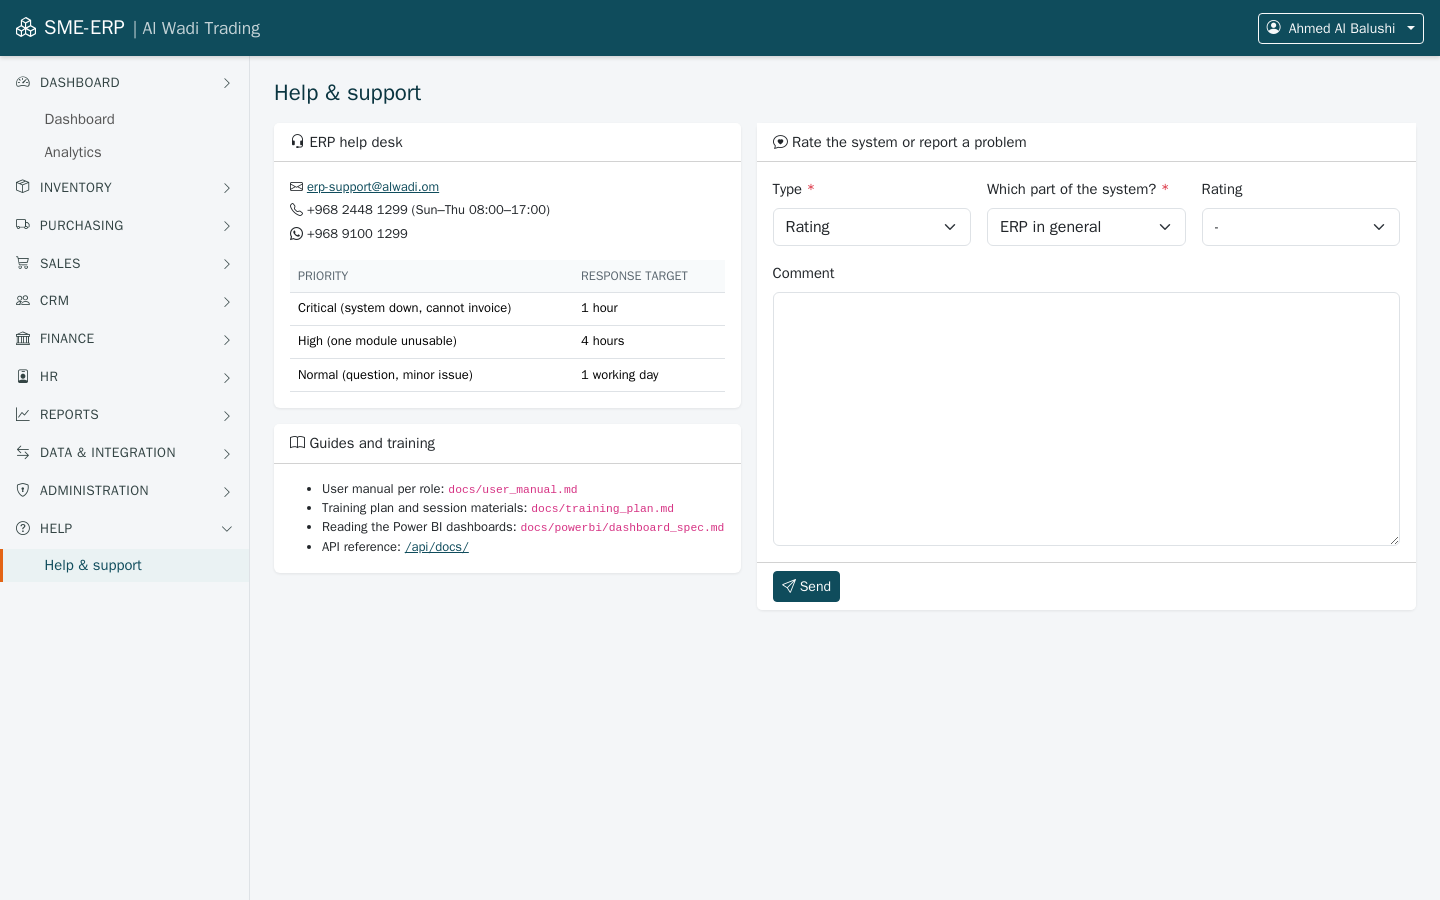 SME-ERP | Al Wadi Trading
Ahmed Al Balushi
DASHBOARD
Dashboard
Analytics
INVENTORY
PURCHASING
SALES
CRM
FINANCE
HR
REPORTS
DATA & INTEGRATION
ADMINISTRATION
HELP
Help & support
Help & support
ERP help desk
erp-support@alwadi.om
+968 2448 1299 (Sun–Thu 08:00–17:00)
+968 9100 1299
PRIORITY RESPONSE TARGET
Critical (system down, cannot invoice) 1 hour
High (one module unusable) 4 hours
Normal (question, minor issue) 1 working day
Guides and training
• User manual per role: docs/user_manual.md
• Training plan and session materials: docs/training_plan.md
• Reading the Power BI dashboards: docs/powerbi/dashboard_spec.md
• API reference: /api/docs/
Rate the system or report a problem
Type * Which part of the system? * Rating
Rating ERP in general -
Comment
Send